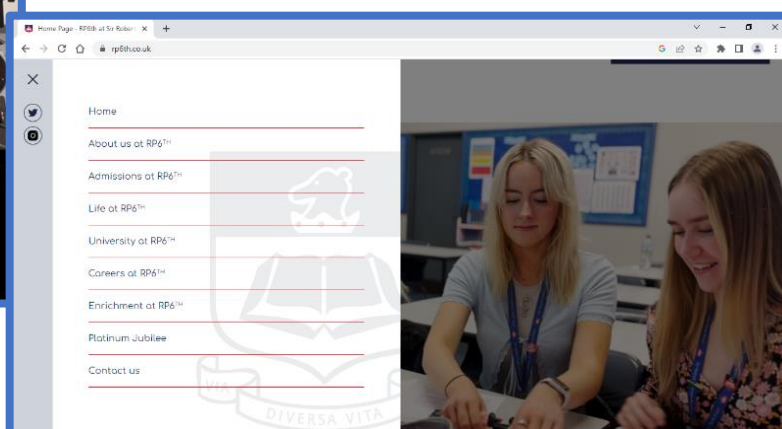 Home Page - RP6th at Sir Robert
rp6th.co.uk
Home
About us at RP6TH
Admissions at RP6TH
Life at RP6TH
University at RP6TH
Careers at RP6TH
Enrichment at RP6TH
Platinum Jubilee
Contact us
VIA
DIVERSA VITA